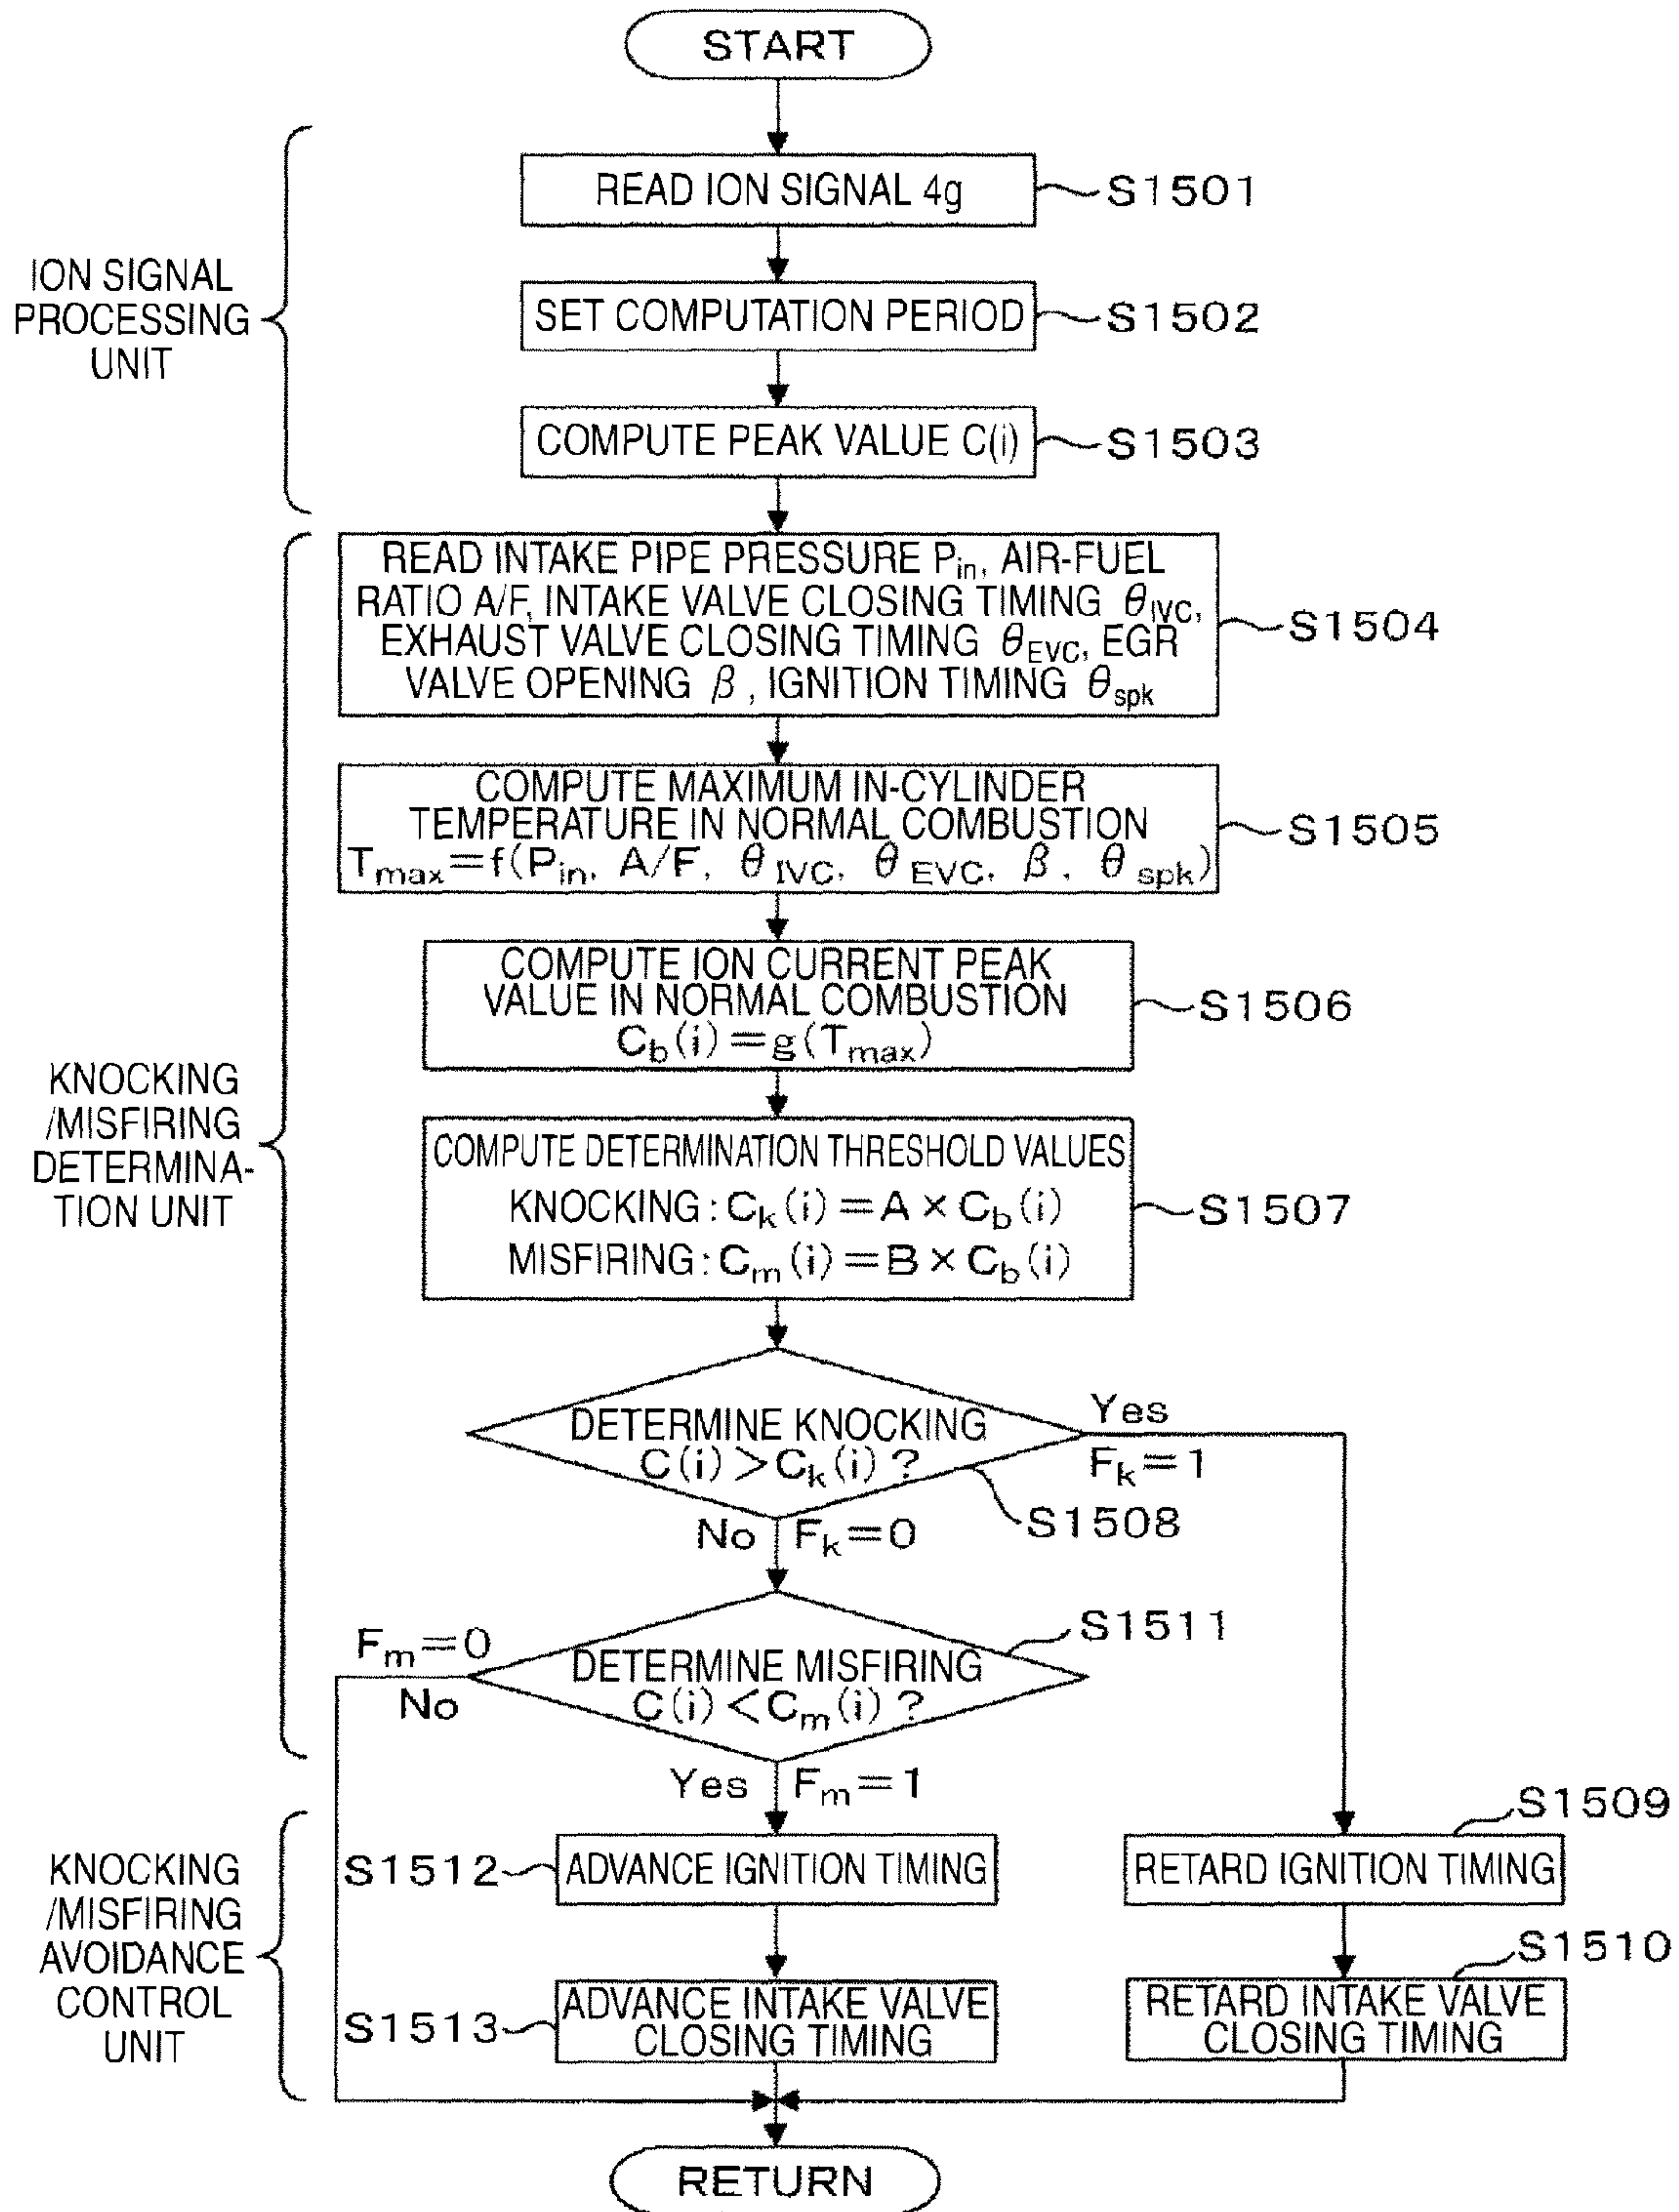 START
READ ION SIGNAL 4g
S1501
ION SIGNAL
PROCESSING
UNIT
SET COMPUTATION PERIOD
S1502
COMPUTE PEAK VALUE C(i)
S1503
READ INTAKE PIPE PRESSURE Pin, AIR-FUEL
RATIO A/F, INTAKE VALVE CLOSING TIMING θIVC,
EXHAUST VALVE CLOSING TIMING θEVC, EGR
VALVE OPENING β, IGNITION TIMING θspk
S1504
COMPUTE MAXIMUM IN-CYLINDER
TEMPERATURE IN NORMAL COMBUSTION
Tmax=f(Pin, A/F, θIVC, θEVC, β, θspk)
S1505
COMPUTE ION CURRENT PEAK
VALUE IN NORMAL COMBUSTION
Cb(i)=g(Tmax)
S1506
KNOCKING
/MISFIRING
DETERMINA-
TION UNIT
COMPUTE DETERMINATION THRESHOLD VALUES
KNOCKING:Ck(i)=A×Cb(i)
MISFIRING:Cm(i)=B×Cb(i)
S1507
DETERMINE KNOCKING
C(i)>Ck(i)?
Yes
Fk=1
S1508
No Fk=0
DETERMINE MISFIRING
C(i)<Cm(i)?
S1511
Fm=0
No
Yes Fm=1
KNOCKING
/MISFIRING
AVOIDANCE
CONTROL
UNIT
S1512
ADVANCE IGNITION TIMING
S1509
RETARD IGNITION TIMING
S1513
ADVANCE INTAKE VALVE
CLOSING TIMING
S1510
RETARD INTAKE VALVE
CLOSING TIMING
RETURN